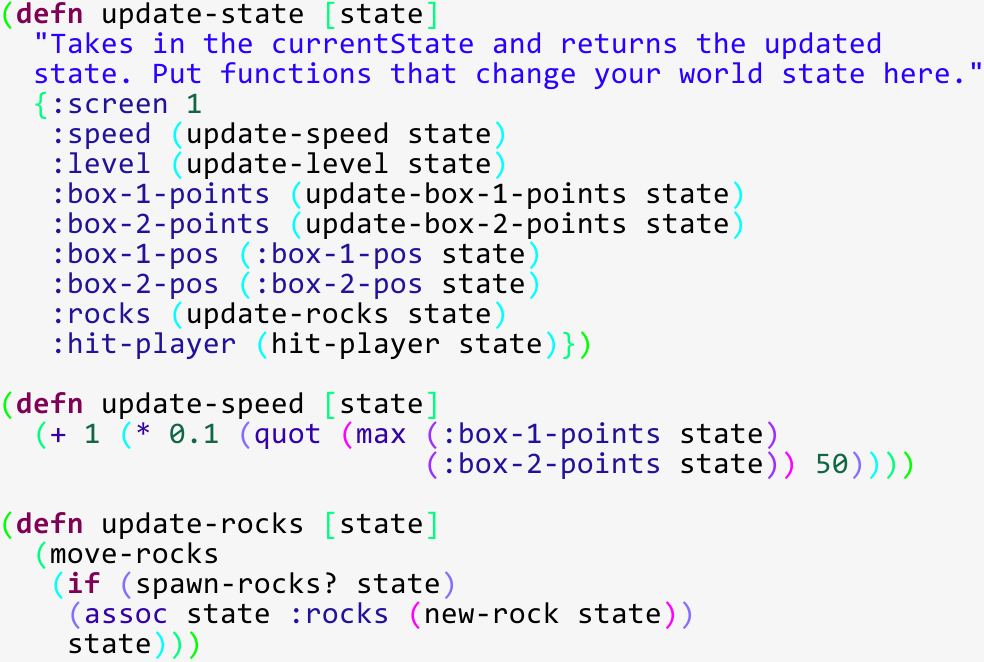 (defn update-state [state]
  "Takes in the currentState and returns the updated
  state. Put functions that change your world state here."
  {:screen 1
   :speed (update-speed state)
   :level (update-level state)
   :box-1-points (update-box-1-points state)
   :box-2-points (update-box-2-points state)
   :box-1-pos (:box-1-pos state)
   :box-2-pos (:box-2-pos state)
   :rocks (update-rocks state)
   :hit-player (hit-player state)})

(defn update-speed [state]
  (+ 1 (* 0.1 (quot (max (:box-1-points state)
                         (:box-2-points state)) 50))))

(defn update-rocks [state]
  (move-rocks
   (if (spawn-rocks? state)
    (assoc state :rocks (new-rock state))
    state)))